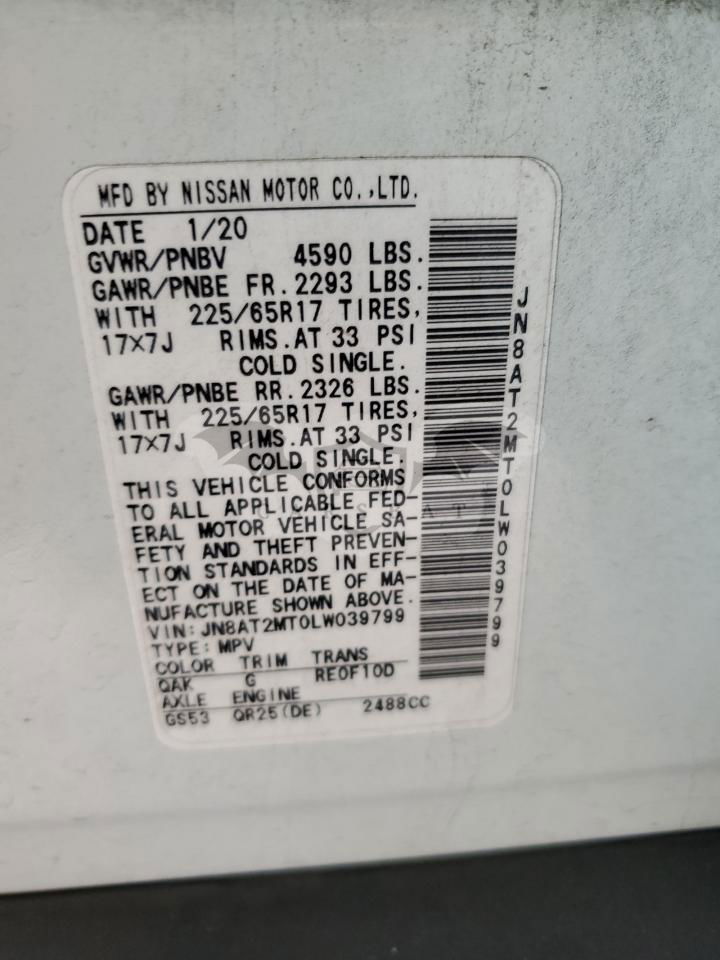 MFD BY NISSAN MOTOR CO.,LTD.
DATE 1/20
GVWR/PNBV 4590 LBS.
GAWR/PNBE FR. 2293 LBS.
WITH 225/65R17 TIRES,
17×7J RIMS.AT 33 PSI
COLD SINGLE.
GAWR/PNBE RR. 2326 LBS.
WITH 225/65R17 TIRES,
17×7J RIMS.AT 33 PSI
COLD SINGLE.
THIS VEHICLE CONFORMS
TO ALL APPLICABLE FED-
ERAL MOTOR VEHICLE SA-
FETY AND THEFT PREVEN-
TION STANDARDS IN EFF-
ECT ON THE DATE OF MA-
NUFACTURE SHOWN ABOVE.
VIN: JN8AT2MT0LW039799
TYPE: MPV
COLOR TRIM TRANS
QAK G RE0F10D
AXLE ENGINE
GS53 QR25(DE) 2488CC
JN8AT2MT0LW039799